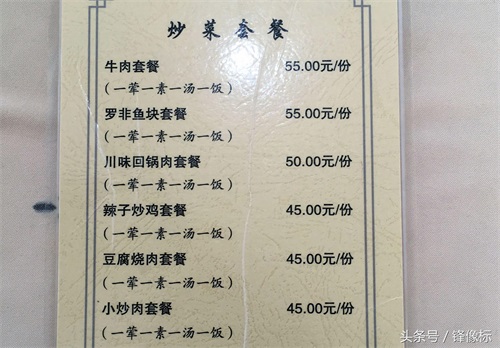 炒菜套餐
牛肉套餐 55.00元/份
(一荤一素一汤一饭)
罗非鱼块套餐 55.00元/份
(一荤一素一汤一饭)
川味回锅肉套餐 50.00元/份
(一荤一素一汤一饭)
辣子炒鸡套餐 45.00元/份
(一荤一素一汤一饭)
豆腐烧肉套餐 45.00元/份
(一荤一素一汤一饭)
小炒肉套餐 45.00元/份
(一荤一素一汤一饭)
头条号/锋像标